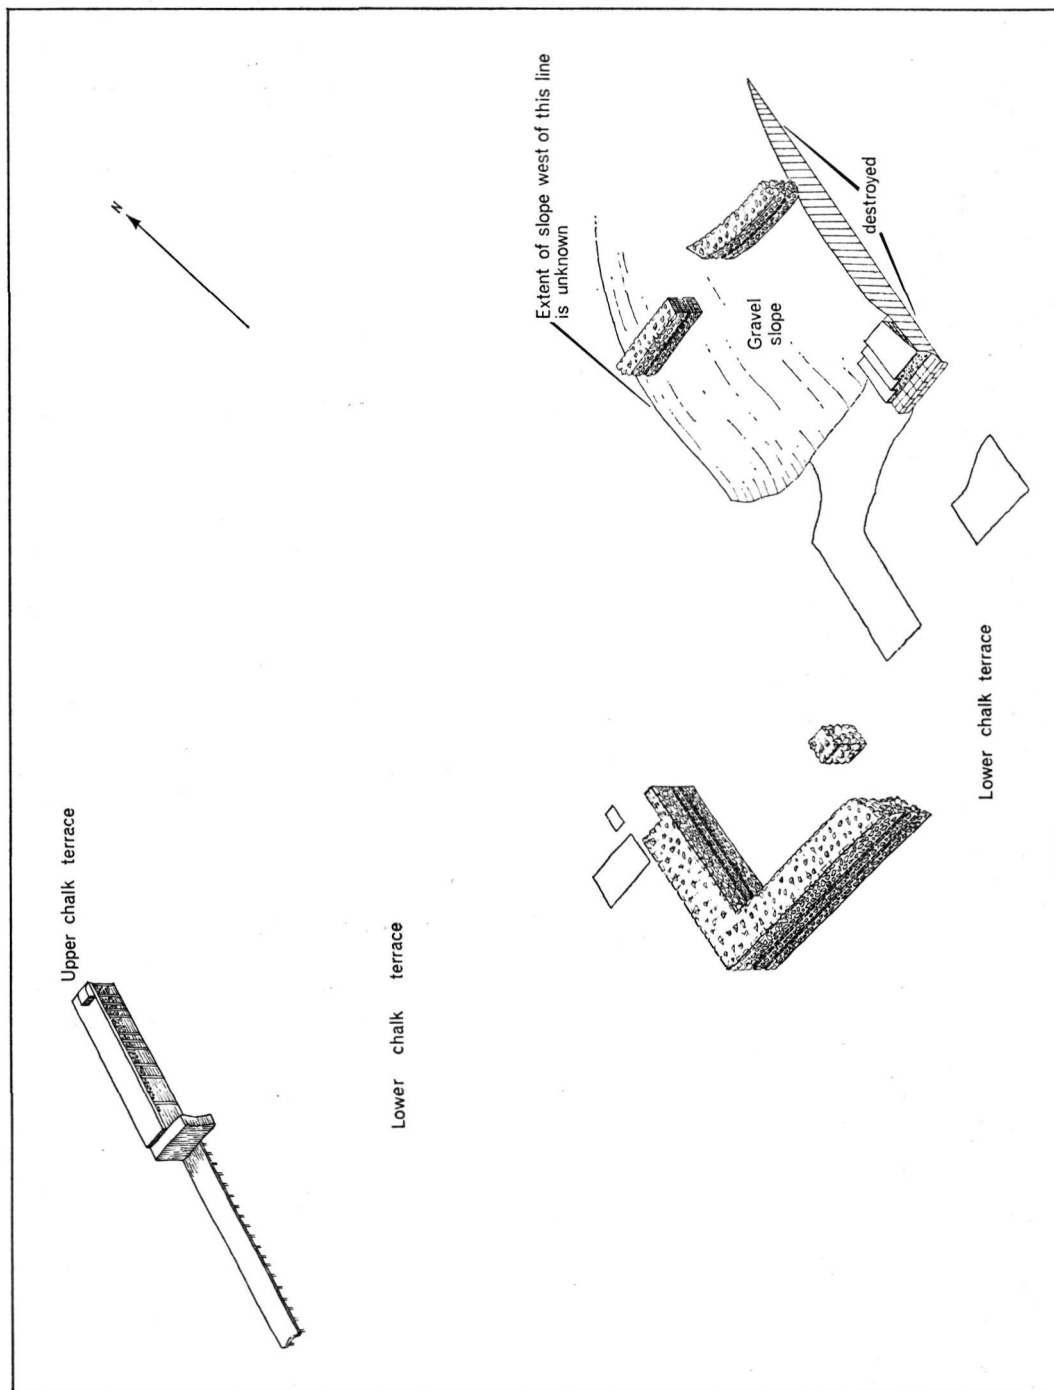 N
Upper chalk terrace
Lower chalk terrace
Extent of slope west of this line
is unknown
Gravel
slope
destroyed
Lower chalk terrace